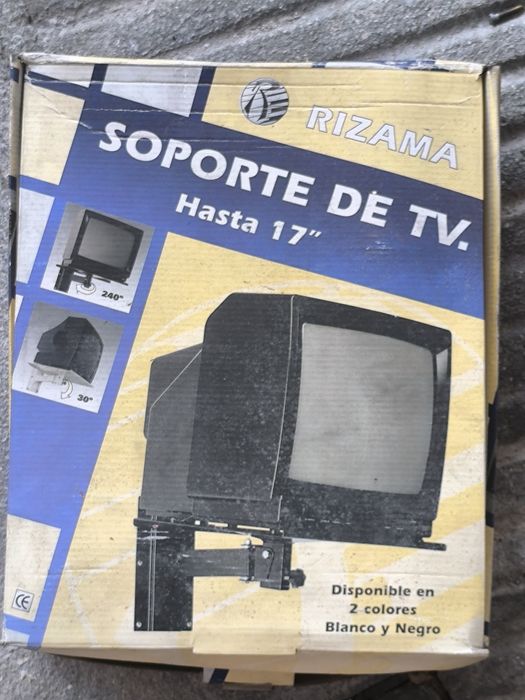 RIZAMA
SOPORTE DE TV.
Hasta 17"
240°
30°
Disponible en
2 colores
Blanco y Negro
CE